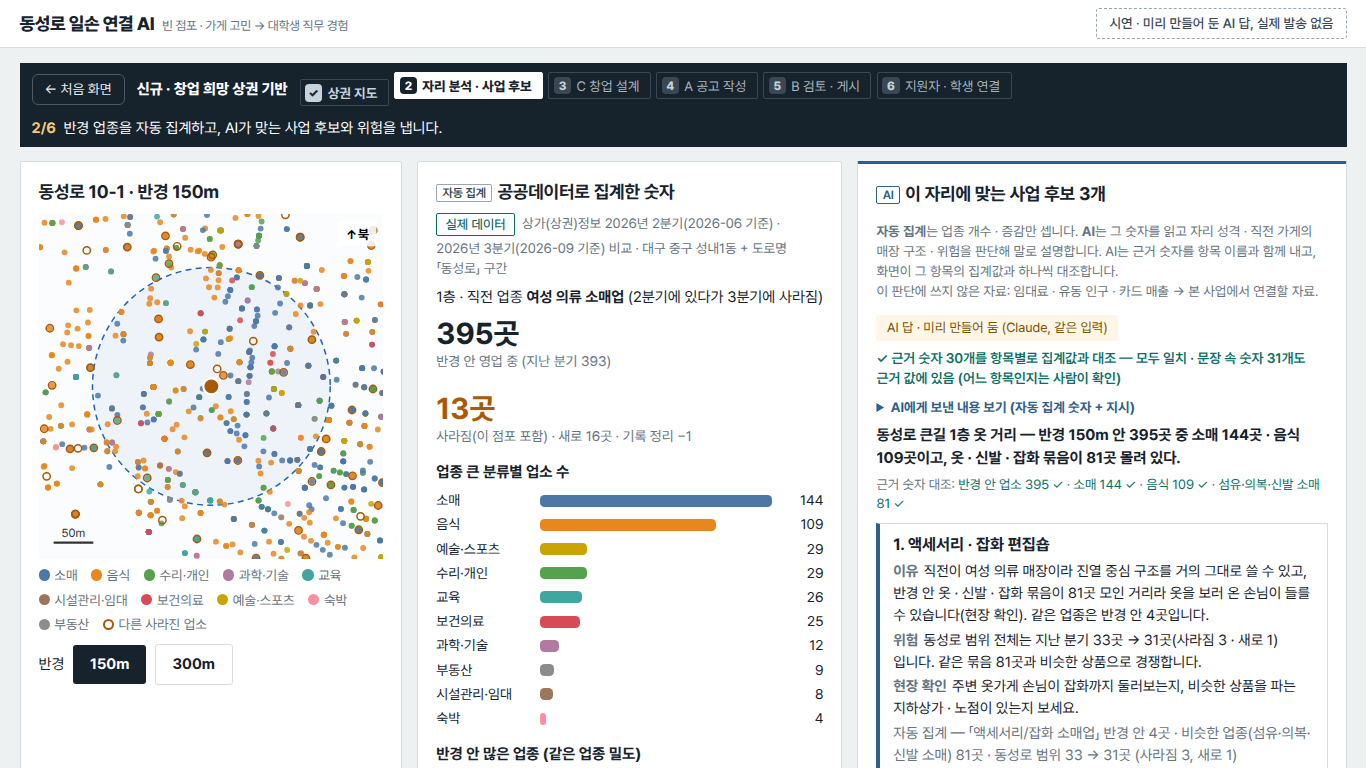 동성로 일손 연결 AI 빈 점포 · 가게 고민 → 대학생 직무 경험
시연 · 미리 만들어 둔 AI 답, 실제 발송 없음
← 처음 화면 신규 · 창업 희망 상권 기반 ✓ 상권 지도 2 자리 분석 · 사업 후보 3 C 창업 설계 4 A 공고 작성 5 B 검토 · 게시 6 지원자 · 학생 연결
2/6 반경 업종을 자동 집계하고, AI가 맞는 사업 후보와 위험을 냅니다.
동성로 10-1 · 반경 150m
↑북
50m
소매 음식 수리·개인 과학·기술 교육
시설관리·임대 보건의료 예술·스포츠 숙박
부동산 다른 사라진 업소
반경 150m 300m
자동 집계 공공데이터로 집계한 숫자
실제 데이터 상가(상권)정보 2026년 2분기(2026-06 기준) ·
2026년 3분기(2026-09 기준) 비교 · 대구 중구 성내1동 + 도로명
「동성로」 구간
1층 · 직전 업종 여성 의류 소매업 (2분기에 있다가 3분기에 사라짐)
395곳
반경 안 영업 중 (지난 분기 393)
13곳
사라짐(이 점포 포함) · 새로 16곳 · 기록 정리 −1
업종 큰 분류별 업소 수
소매 144
음식 109
예술·스포츠 29
수리·개인 29
교육 26
보건의료 25
과학·기술 12
부동산 9
시설관리·임대 8
숙박 4
반경 안 많은 업종 (같은 업종 밀도)
AI 이 자리에 맞는 사업 후보 3개
자동 집계는 업종 개수 · 증감만 셉니다. AI는 그 숫자를 읽고 자리 성격 · 직전 가게의
매장 구조 · 위험을 판단해 말로 설명합니다. AI는 근거 숫자를 항목 이름과 함께 내고,
화면이 그 항목의 집계값과 하나씩 대조합니다.
이 판단에 쓰지 않은 자료: 임대료 · 유동 인구 · 카드 매출 → 본 사업에서 연결할 자료.
AI 답 · 미리 만들어 둠 (Claude, 같은 입력)
✓ 근거 숫자 30개를 항목별로 집계값과 대조 — 모두 일치 · 문장 속 숫자 31개도
근거 값에 있음 (어느 항목인지는 사람이 확인)
▶ AI에게 보낸 내용 보기 (자동 집계 숫자 + 지시)
동성로 큰길 1층 옷 거리 — 반경 150m 안 395곳 중 소매 144곳 · 음식
109곳이고, 옷 · 신발 · 잡화 묶음이 81곳 몰려 있다.
근거 숫자 대조: 반경 안 업소 395 ✓ · 소매 144 ✓ · 음식 109 ✓ · 섬유·의복·신발 소매
81 ✓
1. 액세서리 · 잡화 편집숍
이유 직전이 여성 의류 매장이라 진열 중심 구조를 거의 그대로 쓸 수 있고,
반경 안 옷 · 신발 · 잡화 묶음이 81곳 모인 거리라 옷을 보러 온 손님이 들를
수 있습니다(현장 확인). 같은 업종은 반경 안 4곳입니다.
위험 동성로 범위 전체는 지난 분기 33곳 → 31곳(사라짐 3 · 새로 1)
입니다. 같은 묶음 81곳과 비슷한 상품으로 경쟁합니다.
현장 확인 주변 옷가게 손님이 잡화까지 둘러보는지, 비슷한 상품을 파는
지하상가 · 노점이 있는지 보세요.
자동 집계 — 「액세서리/잡화 소매업」 반경 안 4곳 · 비슷한 업종(섬유·의복·
신발 소매) 81곳 · 동성로 범위 33 → 31곳 (사라짐 3, 새로 1)